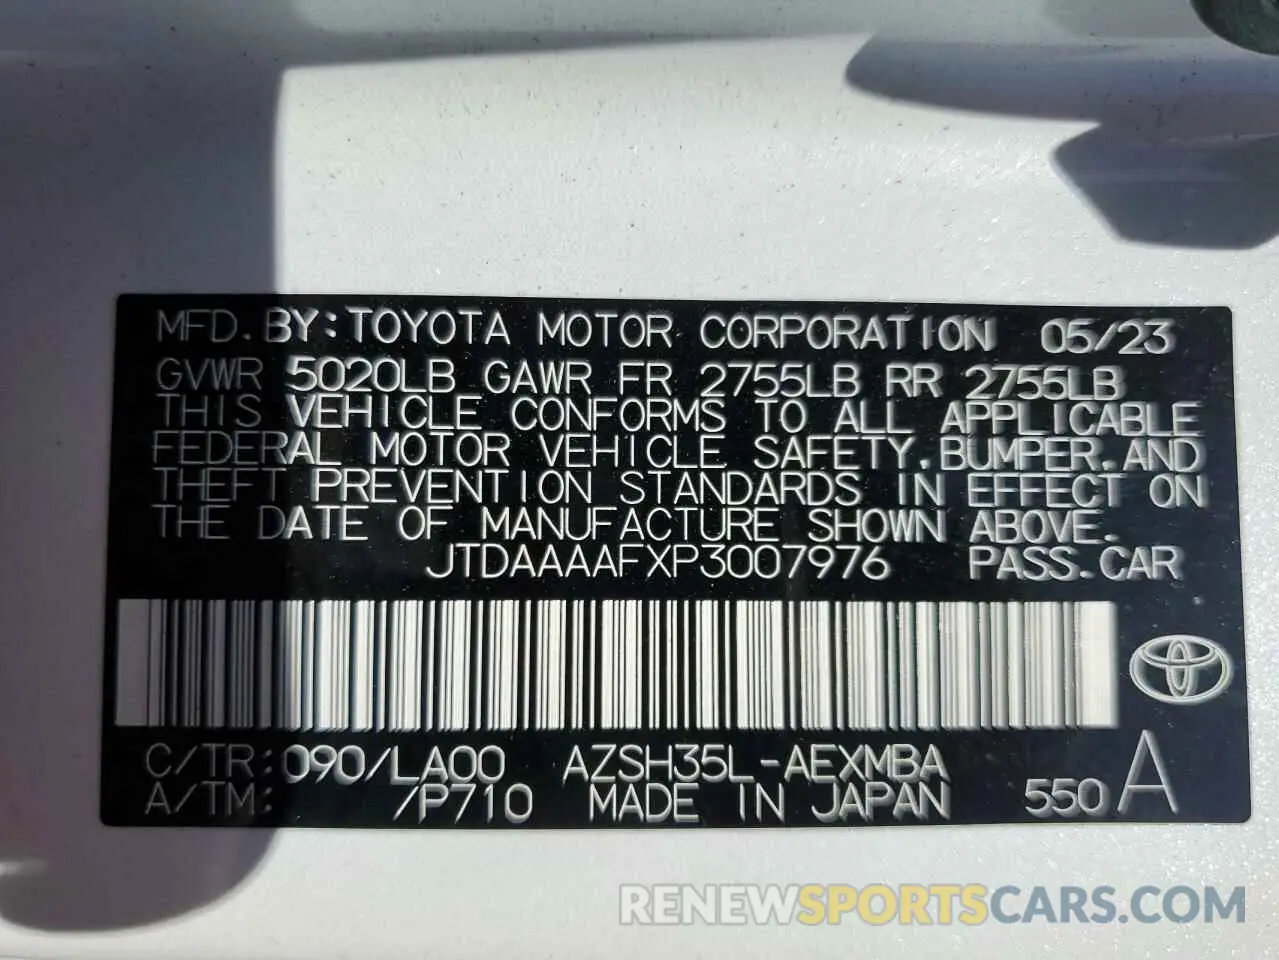 MFD. BY: TOYOTA MOTOR CORPORATION 05/23
GVWR 5020LB GAWR FR 2755LB RR 2755LB
THIS VEHICLE CONFORMS TO ALL APPLICABLE
FEDERAL MOTOR VEHICLE SAFETY, BUMPER, AND
THEFT PREVENTION STANDARDS IN EFFECT ON
THE DATE OF MANUFACTURE SHOWN ABOVE.
JTDAAAAFXP3007976 PASS. CAR
C/TR: 090/LA00 AZSH35L-AEXMBA
A/TM: /P710 MADE IN JAPAN 550 A
RENEWSPORTSCARS.COM